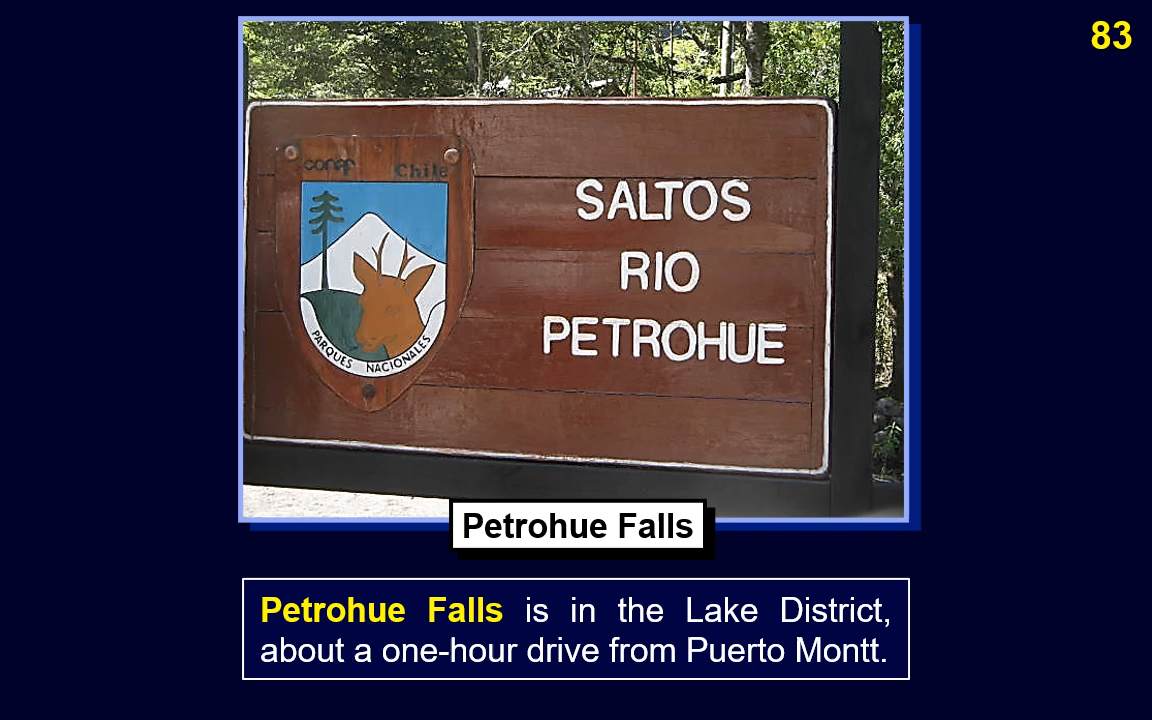 83
conaf Chile
SALTOS
RIO
PETROHUE
PARQUES NACIONALES
Petrohue Falls
Petrohue Falls is in the Lake District,
about a one-hour drive from Puerto Montt.